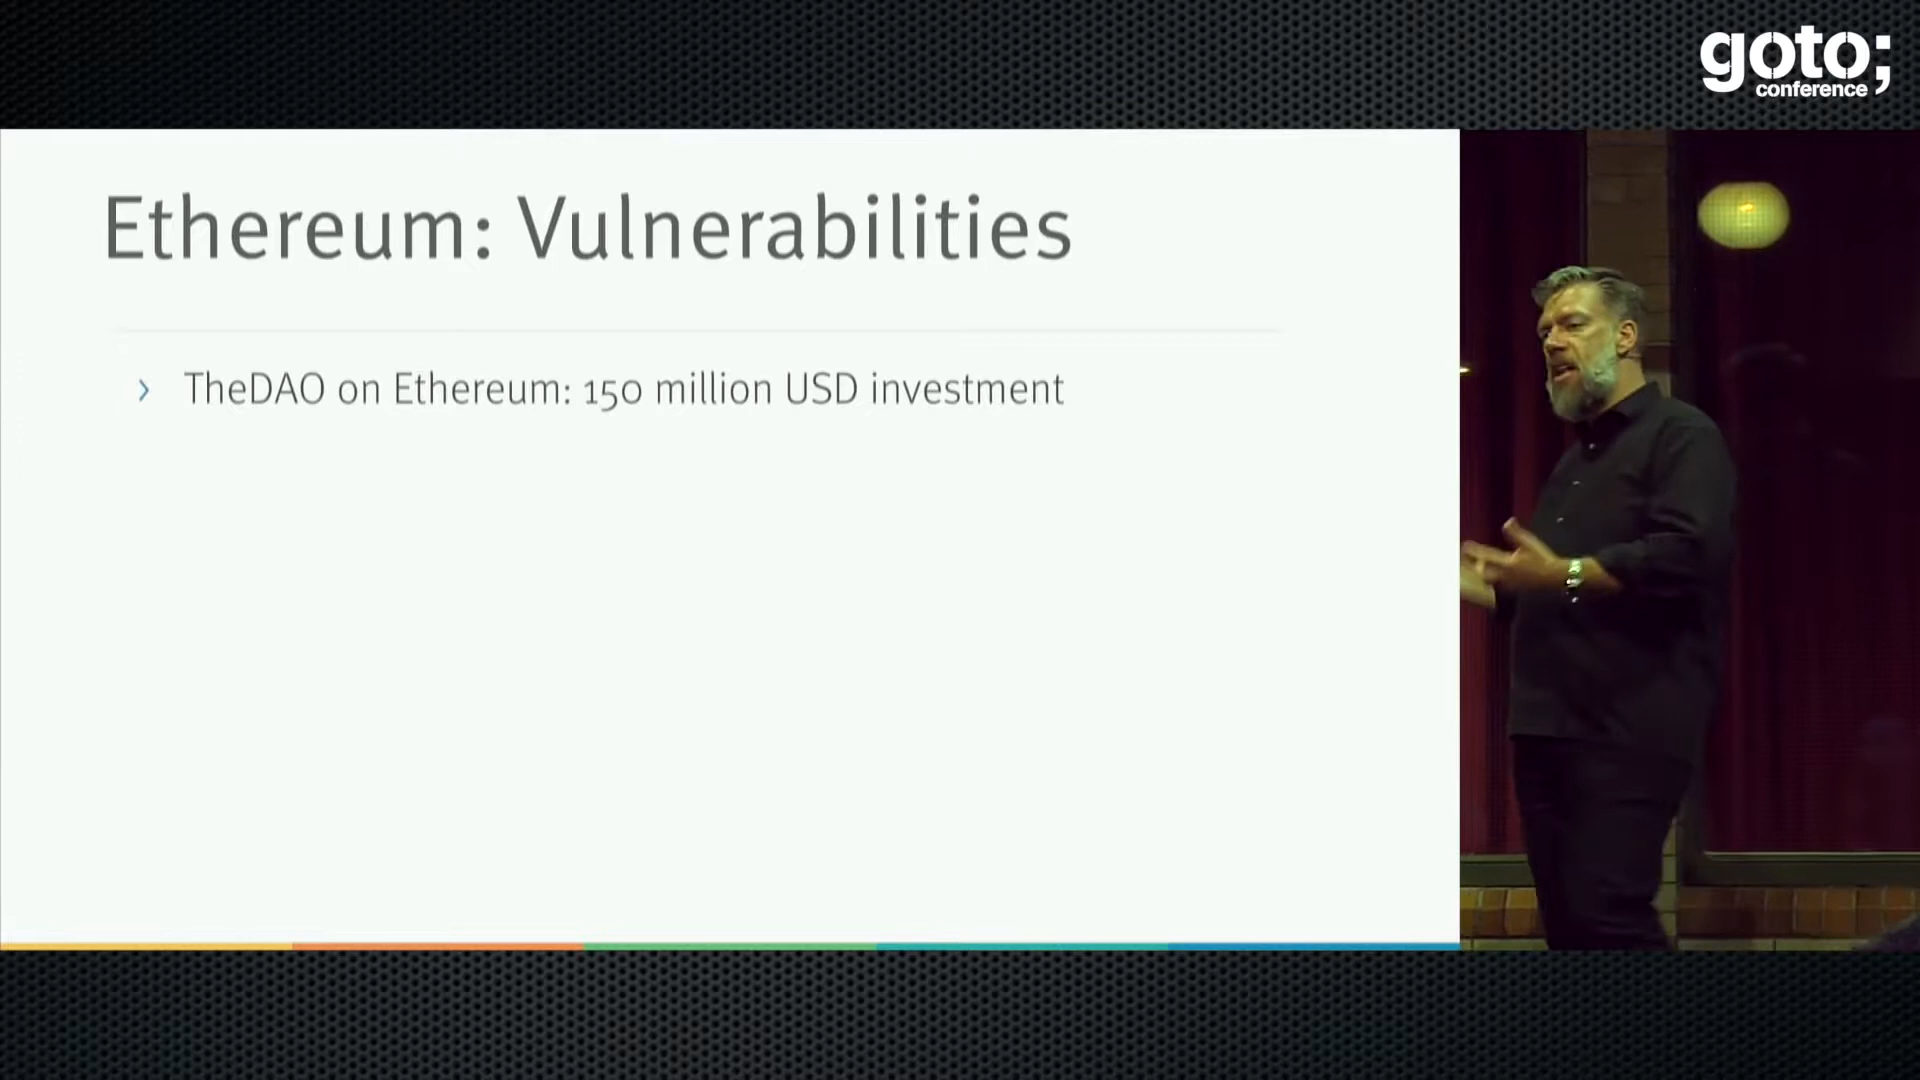 goto;
conference
Ethereum: Vulnerabilities
› TheDAO on Ethereum: 150 million USD investment